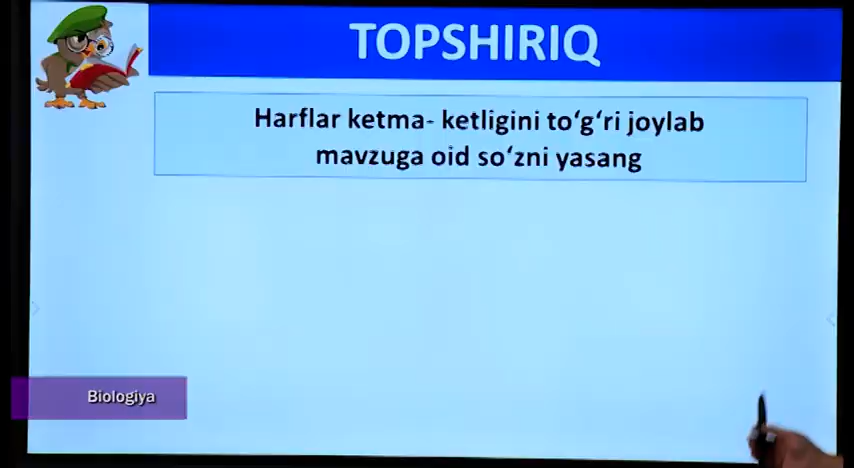 TOPSHIRIQ
Harflar ketma- ketligini to‘g‘ri joylab
mavzuga oid so‘zni yasang
Biologiya